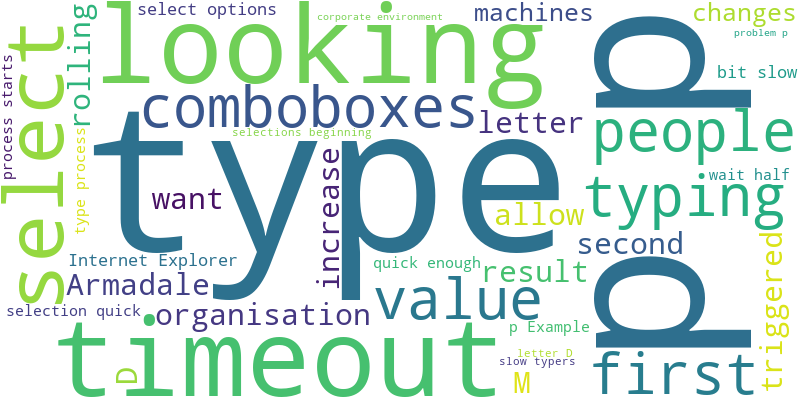 select options
corporate environment
machines
changes
problem p
looking
process starts
rolling
select
comboboxes
bit slow
p p
letter
people
selections beginning
type
type process
increase
want
wait half
typing
allow
second
Internet Explorer
quick enough
result
Armadale
value
triggered
selection quick
organisation
p Example
timeout
letter D
slow typers
first
D
M